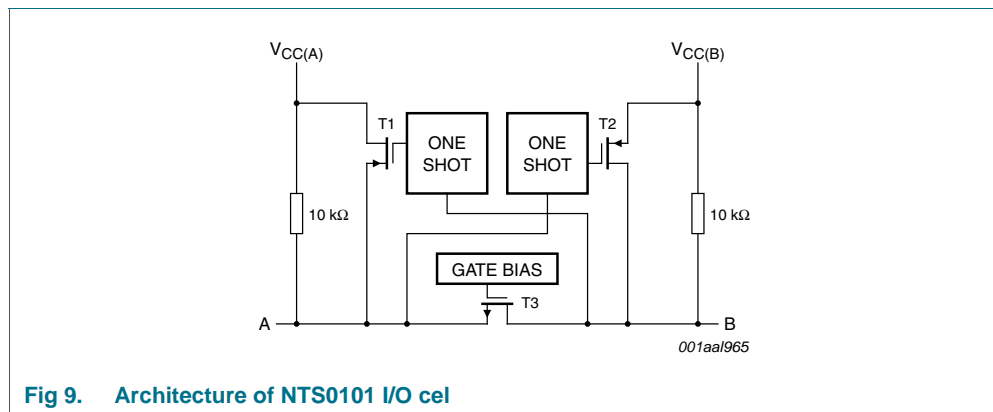 VCC(A)
VCC(B)
T1
ONE
SHOT
ONE
SHOT
T2
10 kΩ
10 kΩ
GATE BIAS
T3
A
B
001aal965
Fig 9. Architecture of NTS0101 I/O cel